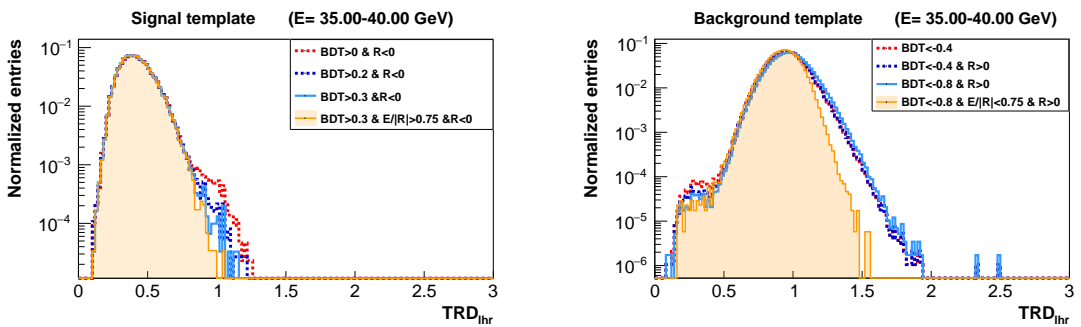 Signal template (E= 35.00-40.00 GeV)
Normalized entries
10⁻¹
10⁻²
10⁻³
10⁻⁴
BDT>0 & R<0
BDT>0.2 & R<0
BDT>0.3 &R<0
BDT>0.3 & E/|R|>0.75 &R<0
0 0.5 1 1.5 2 2.5 3
TRD_lhr
Background template (E= 35.00-40.00 GeV)
Normalized entries
10⁻¹
10⁻²
10⁻³
10⁻⁴
10⁻⁵
10⁻⁶
BDT<-0.4
BDT<-0.4 & R>0
BDT<-0.8 & R>0
BDT<-0.8 & E/|R|<0.75 & R>0
0 0.5 1 1.5 2 2.5 3
TRD_lhr